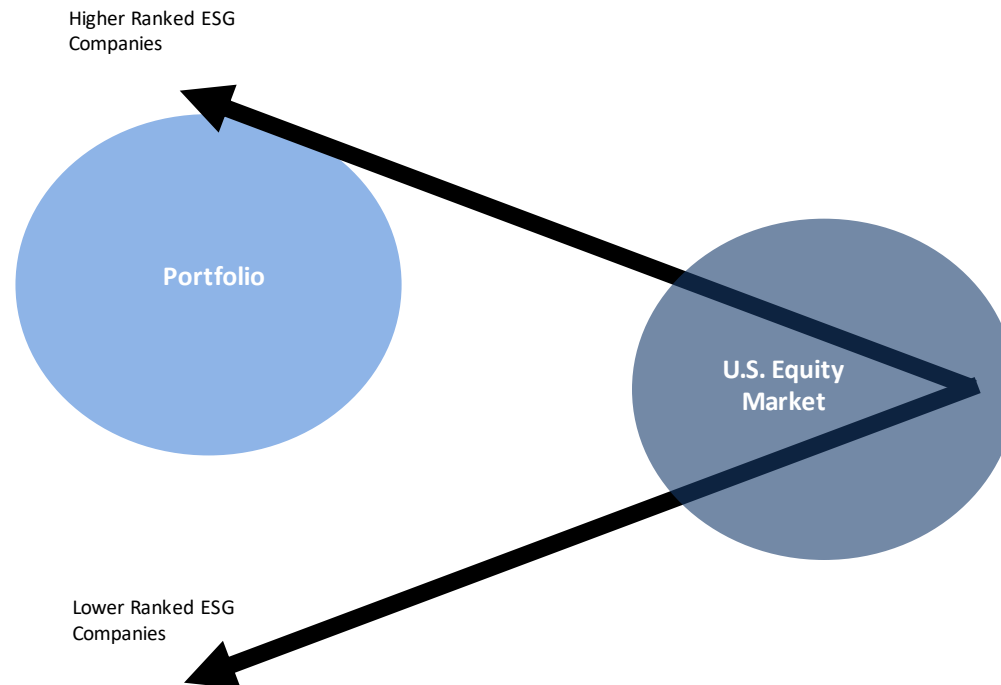 Higher Ranked ESG
Companies
Portfolio
U.S. Equity
Market
Lower Ranked ESG
Companies